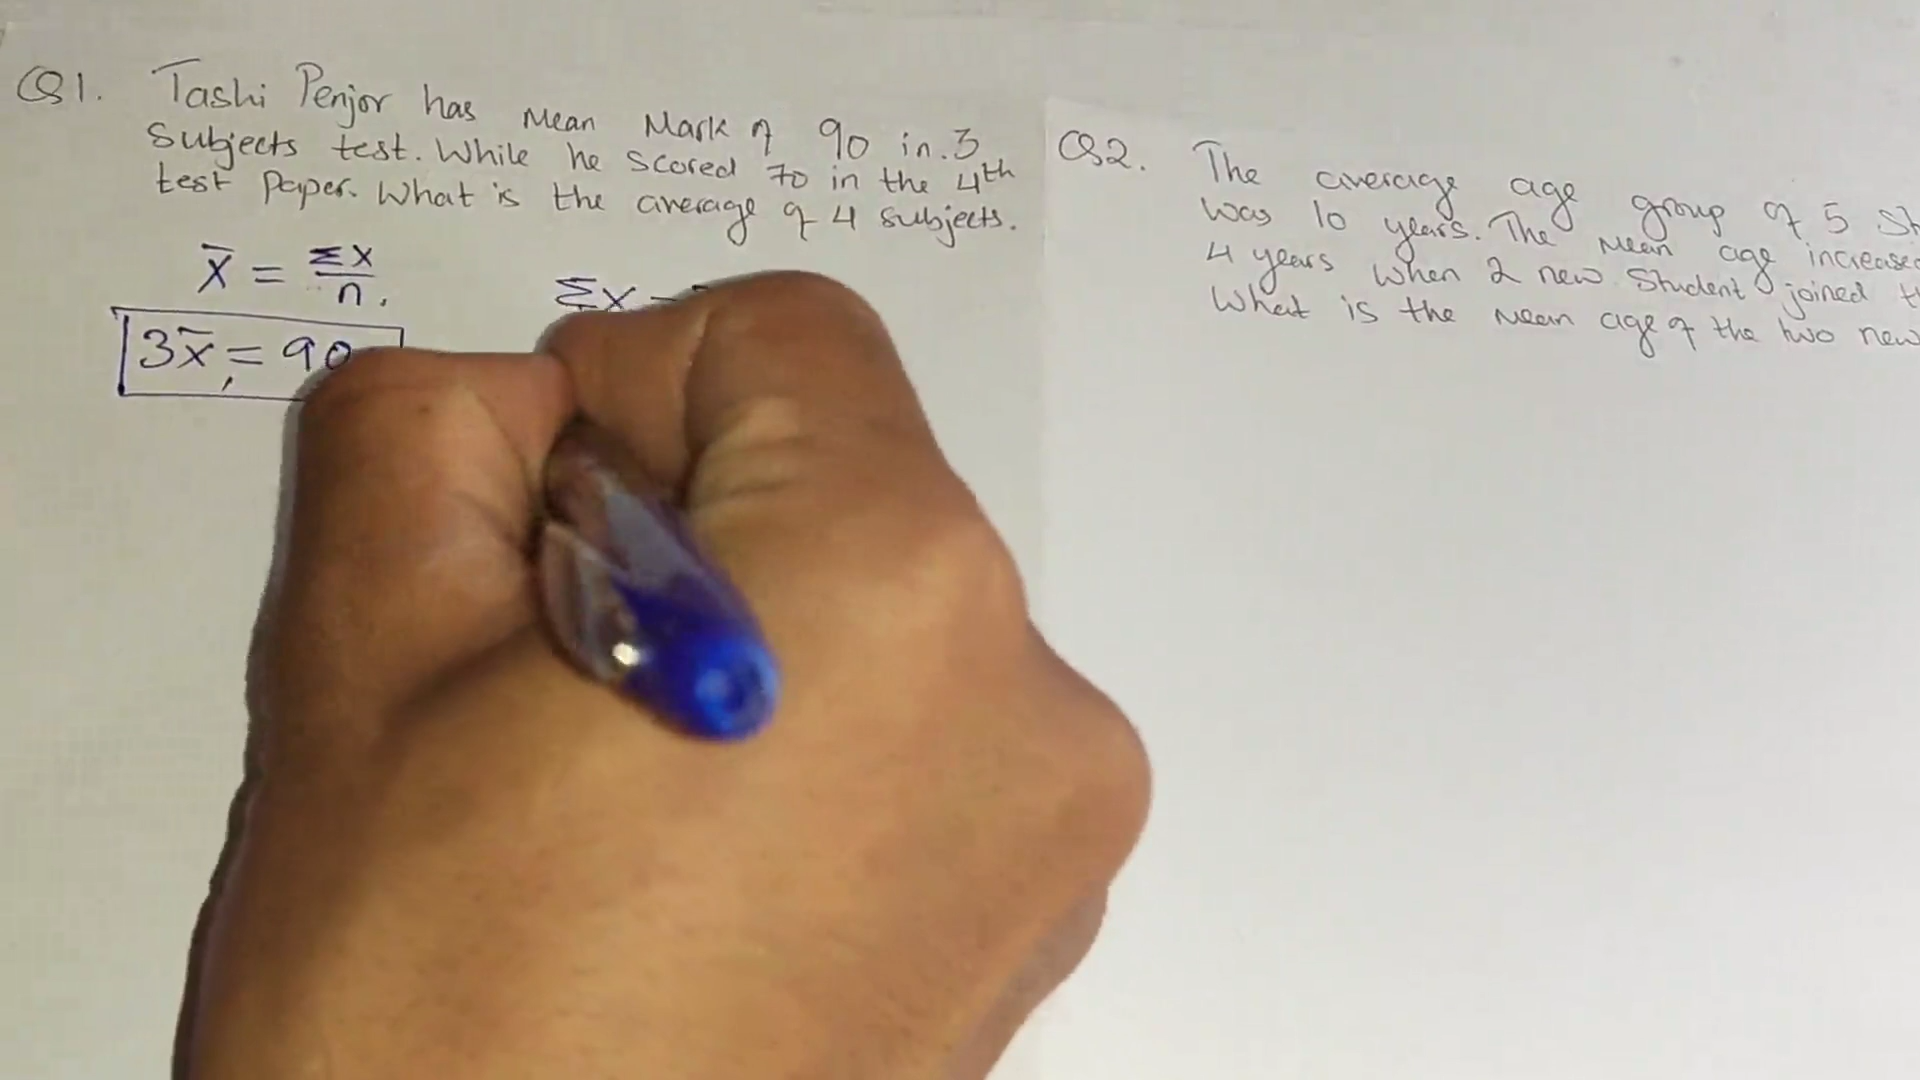 Q1. Tashi Penjor has Mean Mark of 90 in.3
Subjects test. While he scored 70 in the 4th
test paper. What is the average of 4 subjects.
x̄ = Σx/n.
3x̄, = 90
Σx =
Q2. The average age group of 5
was 10 years. The Mean age
4 years when 2 new Student joined
What is the Mean age of the two new